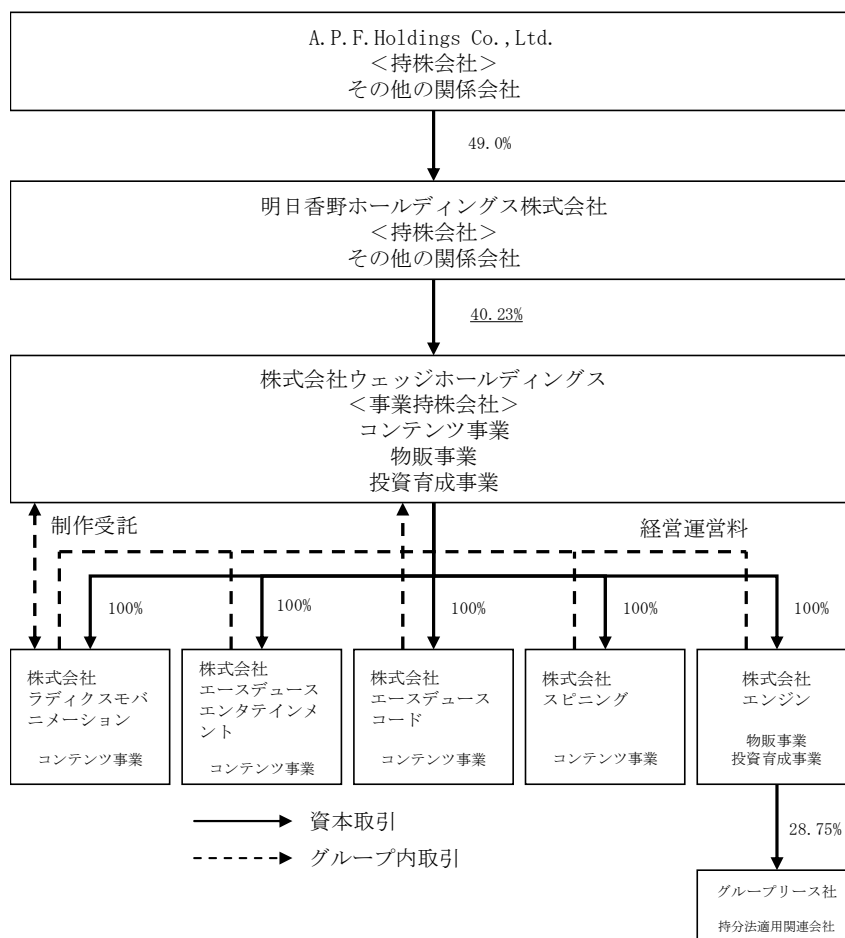 A.P.F.Holdings Co.,Ltd.
＜持株会社＞
その他の関係会社
49.0%
明日香野ホールディングス株式会社
＜持株会社＞
その他の関係会社
40.23%
株式会社ウェッジホールディングス
＜事業持株会社＞
コンテンツ事業
物販事業
投資育成事業
制作受託
経営運営料
100%
100%
100%
100%
100%
株式会社
ラディクスモバ
ニメーション
コンテンツ事業
株式会社
エースデュース
エンタテインメ
ント
コンテンツ事業
株式会社
エースデュース
コード
コンテンツ事業
株式会社
スピニング
コンテンツ事業
株式会社
エンジン
物販事業
投資育成事業
資本取引
グループ内取引
28.75%
グループリース社
持分法適用関連会社